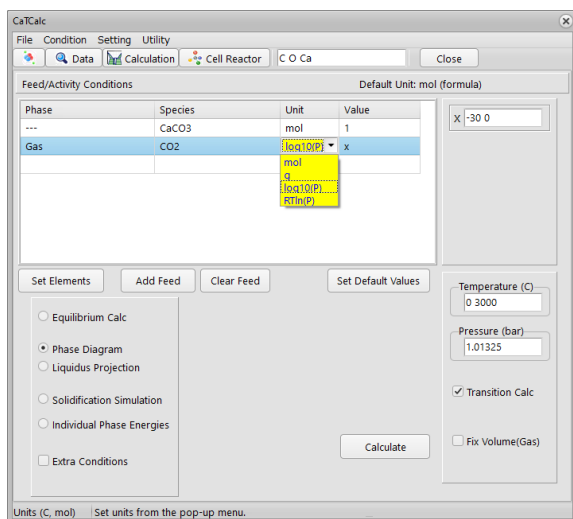 CaTCalc
File Condition Setting Utility
Data Calculation Cell Reactor C O Ca Close
Feed/Activity Conditions Default Unit: mol (formula)
Phase Species Unit Value
--- CaCO3 mol 1
Gas CO2 log10(P) x
mol
g
log10(P)
RTln(P)
X -30 0
Set Elements Add Feed Clear Feed Set Default Values
Equilibrium Calc
Phase Diagram
Liquidus Projection
Solidification Simulation
Individual Phase Energies
Extra Conditions
Calculate
Temperature (C)
0 3000
Pressure (bar)
1.01325
Transition Calc
Fix Volume(Gas)
Units (C, mol) Set units from the pop-up menu.